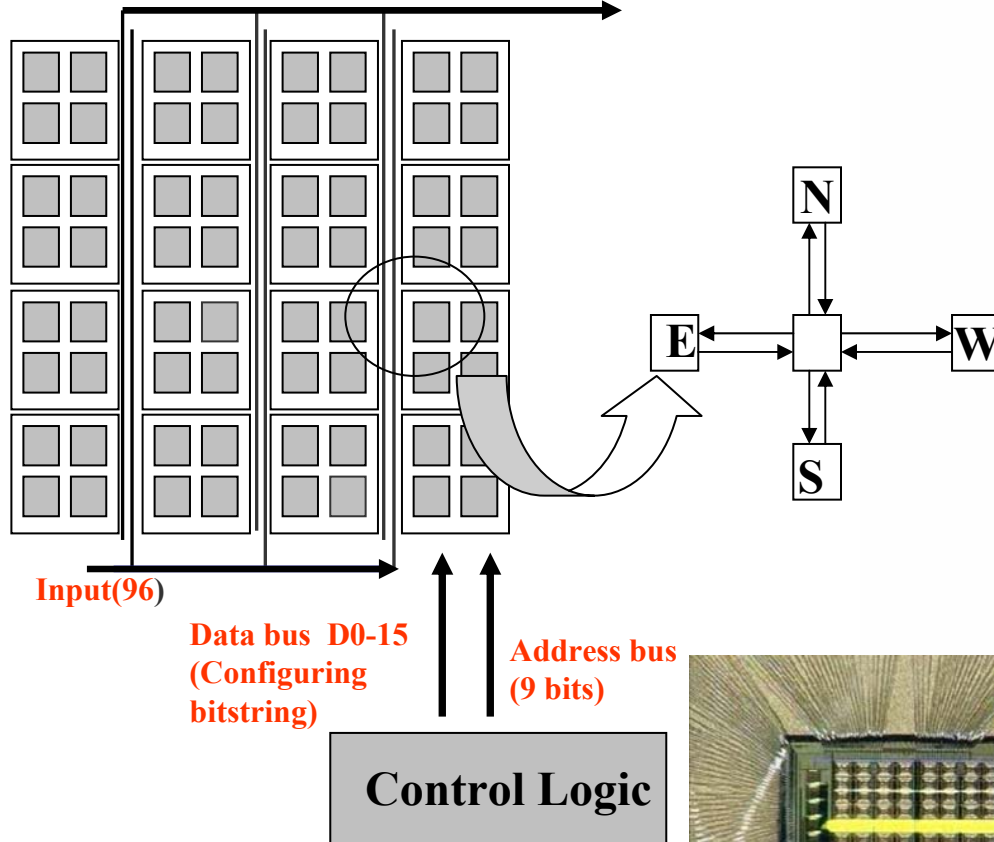 N
E
W
S
Input(96)
Data bus D0-15
(Configuring
bitstring)
Address bus
(9 bits)
Control Logic